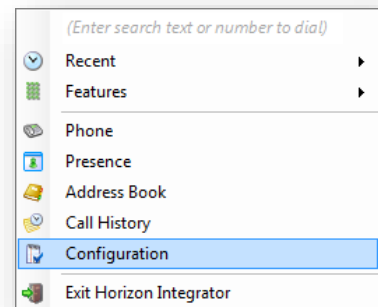 (Enter search text or number to dial)
Recent
Features
Phone
Presence
Address Book
Call History
Configuration
Exit Horizon Integrator